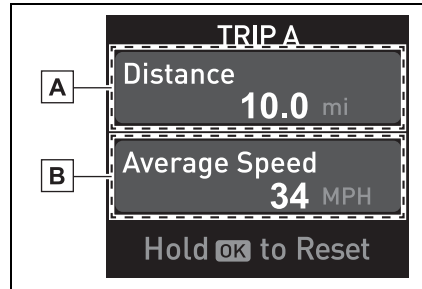 TRIP A
A
Distance
10.0 mi
B
Average Speed
34 MPH
Hold OK to Reset